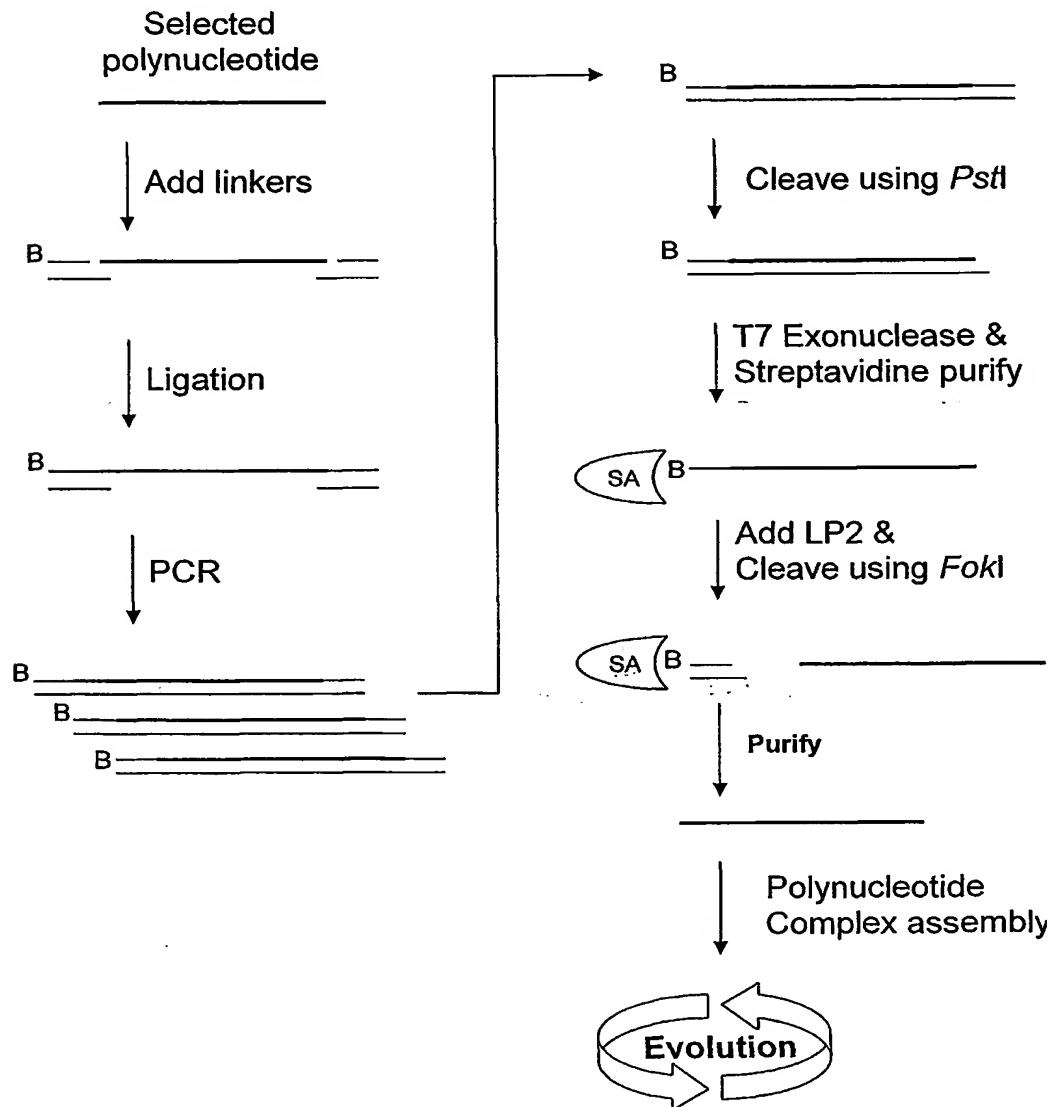 Selected
polynucleotide
Add linkers
B
Ligation
B
PCR
B
B
B
B
Cleave using PstI
B
T7 Exonuclease &
Streptavidine purify
SA B
Add LP2 &
Cleave using FokI
SA B
Purify
Polynucleotide
Complex assembly
Evolution